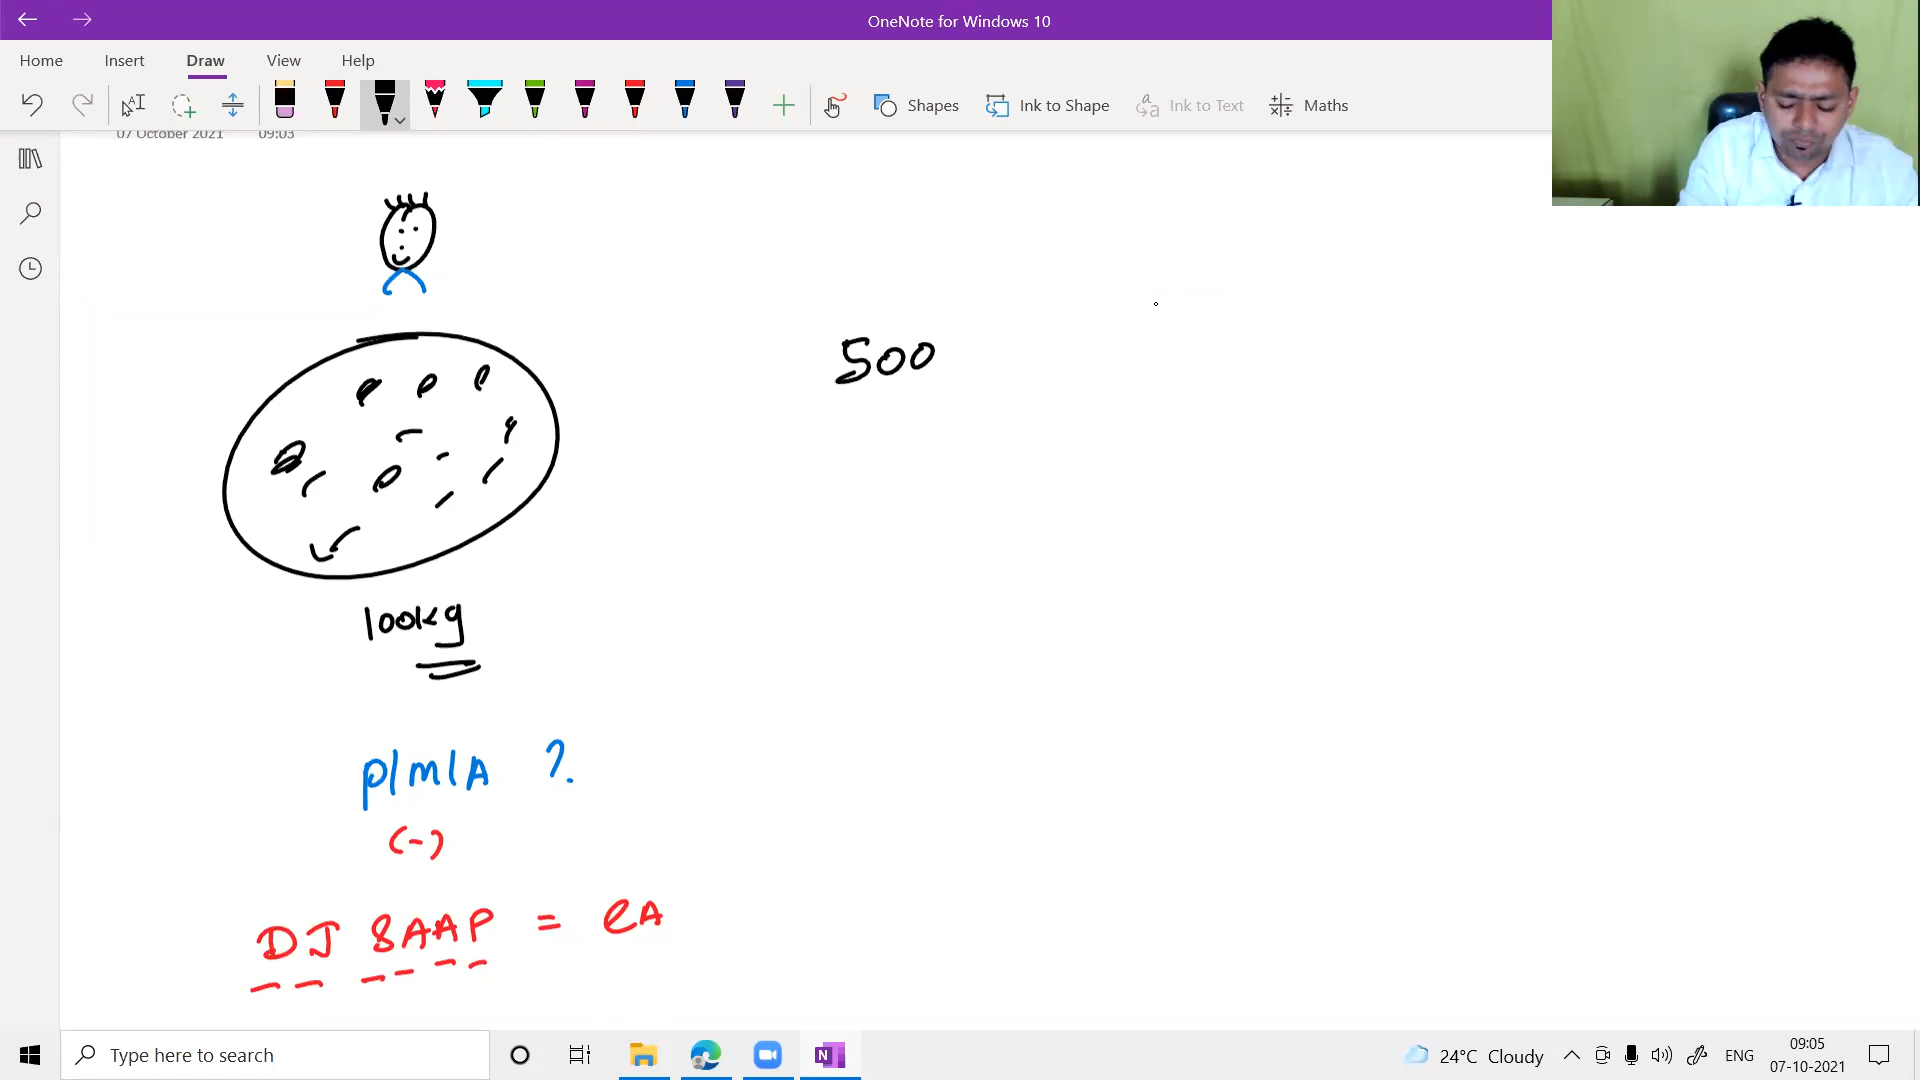 OneNote for Windows 10
Home Insert Draw View Help
Shapes Ink to Shape Ink to Text Maths
07 October 2021 09:03
500
100kg
P/M/A ?
(-)
DJ SAAP = eA
Type here to search
24°C Cloudy ENG 09:05
07-10-2021